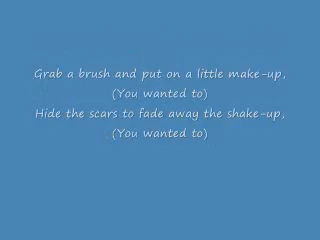 Grab a brush and put on a little make-up,
(You wanted to)
Hide the scars to fade away the shake-up,
(You wanted to)